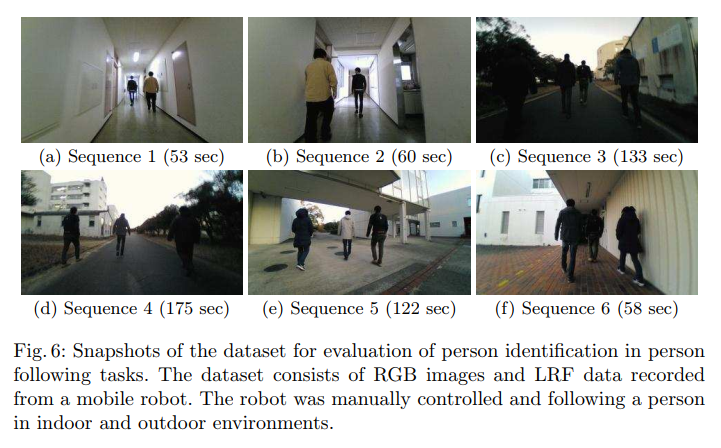 (a) Sequence 1 (53 sec)
(b) Sequence 2 (60 sec)
(c) Sequence 3 (133 sec)
(d) Sequence 4 (175 sec)
(e) Sequence 5 (122 sec)
(f) Sequence 6 (58 sec)
Fig. 6: Snapshots of the dataset for evaluation of person identification in person
following tasks. The dataset consists of RGB images and LRF data recorded
from a mobile robot. The robot was manually controlled and following a person
in indoor and outdoor environments.